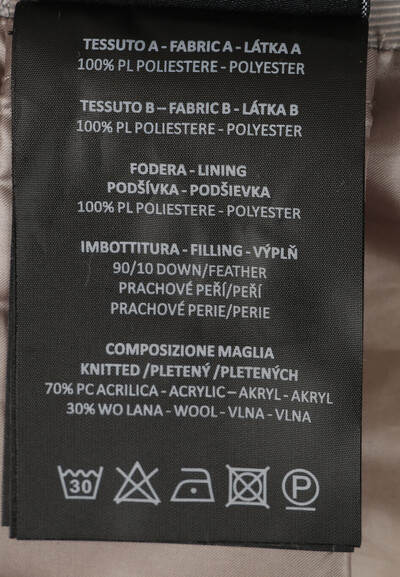 TESSUTO A - FABRIC A - LÁTKA A
100% PL POLIESTERE - POLYESTER
TESSUTO B – FABRIC B - LÁTKA B
100% PL POLIESTERE - POLYESTER
FODERA - LINING
PODŠÍVKA - PODŠIEVKA
100% PL POLIESTERE - POLYESTER
IMBOTTITURA - FILLING - VÝPLŇ
90/10 DOWN/FEATHER
PRACHOVÉ PEŘÍ/PEŘÍ
PRACHOVÉ PERIE/PERIE
COMPOSIZIONE MAGLIA
KNITTED /PLETENÝ /PLETENÝCH
70% PC ACRILICA - ACRYLIC – AKRYL - AKRYL
30% WO LANA - WOOL - VLNA - VLNA
30 P